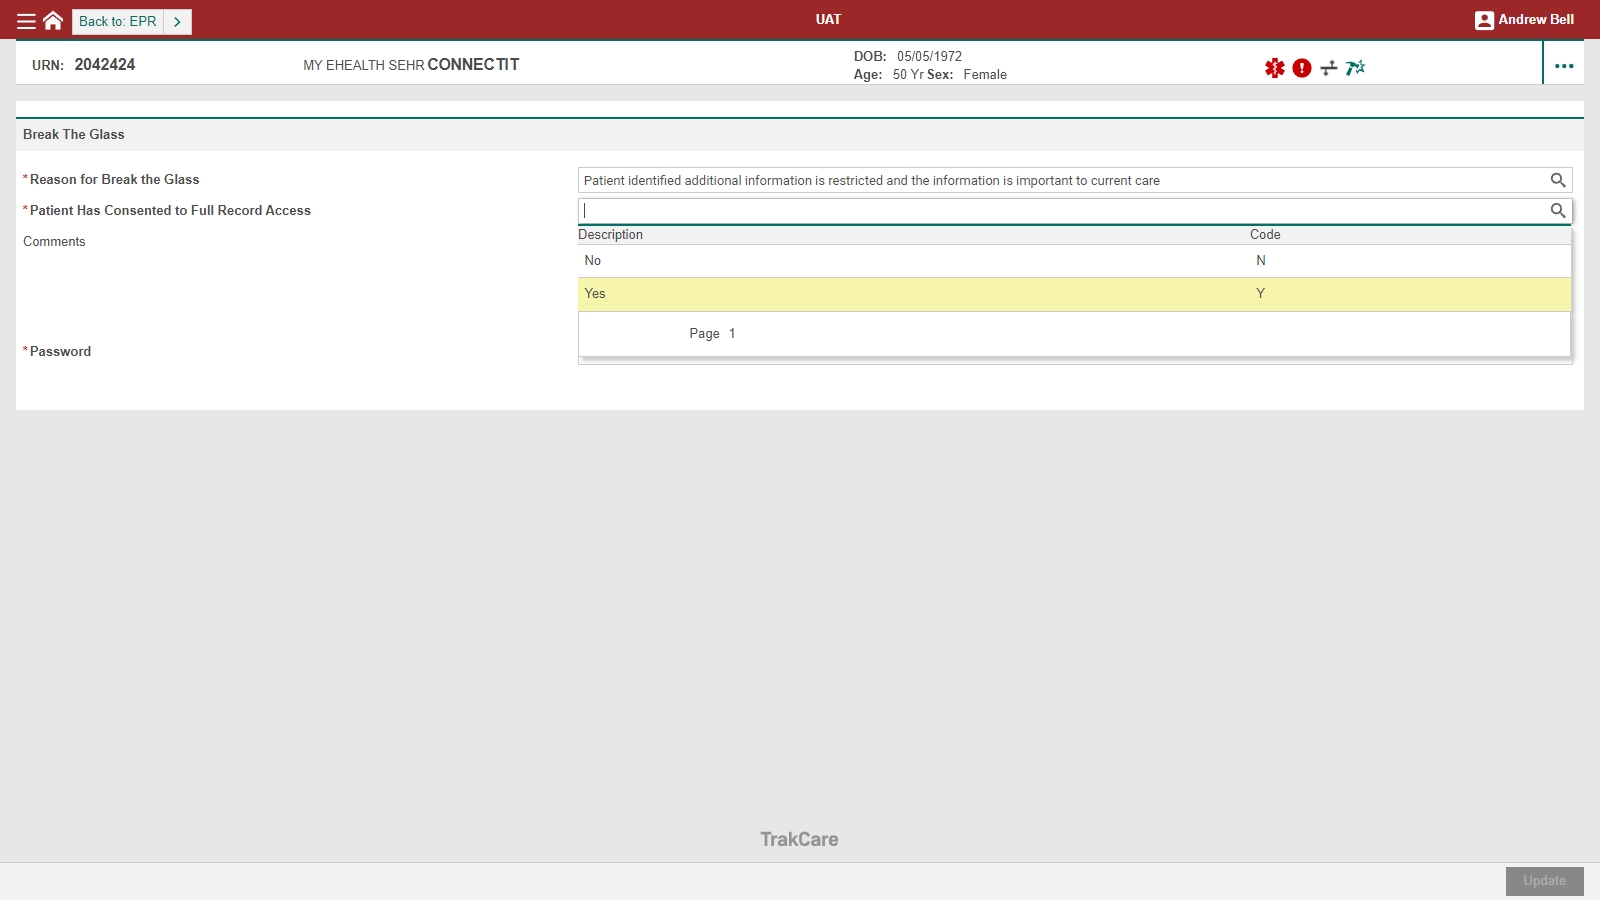 Back to: EPR
UAT
Andrew Bell
URN: 2042424
MY EHEALTH SEHR CONNECTIT
DOB: 05/05/1972
Age: 50 Yr Sex: Female
Break The Glass
*Reason for Break the Glass
Patient identified additional information is restricted and the information is important to current care
*Patient Has Consented to Full Record Access
Comments
Description Code
No N
Yes Y
Page 1
*Password
TrakCare
Update